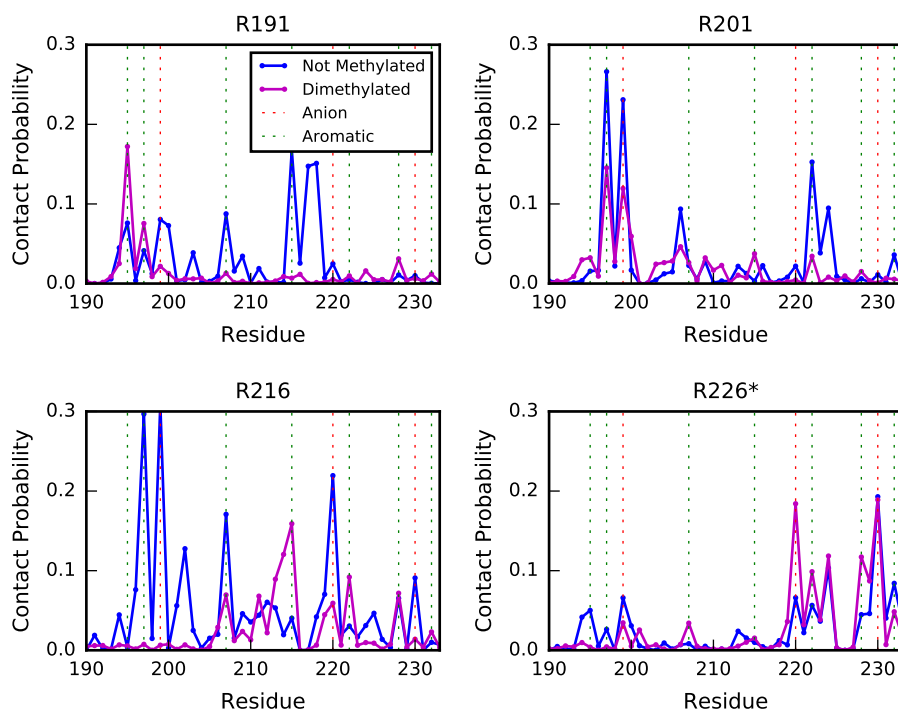 R191
0.3
0.2
0.1
0.0
Contact Probability
190
200
210
220
230
Residue
Not Methylated
Dimethylated
Anion
Aromatic
R201
0.3
0.2
0.1
0.0
Contact Probability
190
200
210
220
230
Residue
R216
0.3
0.2
0.1
0.0
Contact Probability
190
200
210
220
230
Residue
R226*
0.3
0.2
0.1
0.0
Contact Probability
190
200
210
220
230
Residue